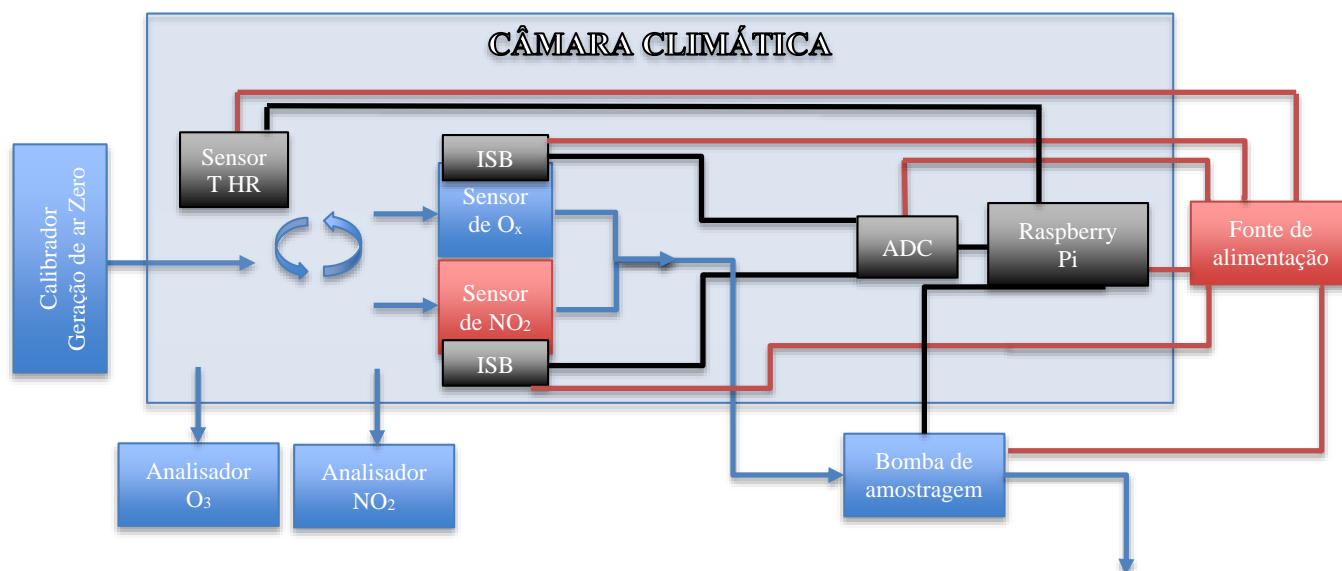 CÂMARA CLIMÁTICA
Calibrador
Geração de ar Zero
Sensor
T HR
ISB
Sensor
de Oₓ
Sensor
de NO₂
ISB
ADC
Raspberry
Pi
Fonte de
alimentação
Analisador
O₃
Analisador
NO₂
Bomba de
amostragem